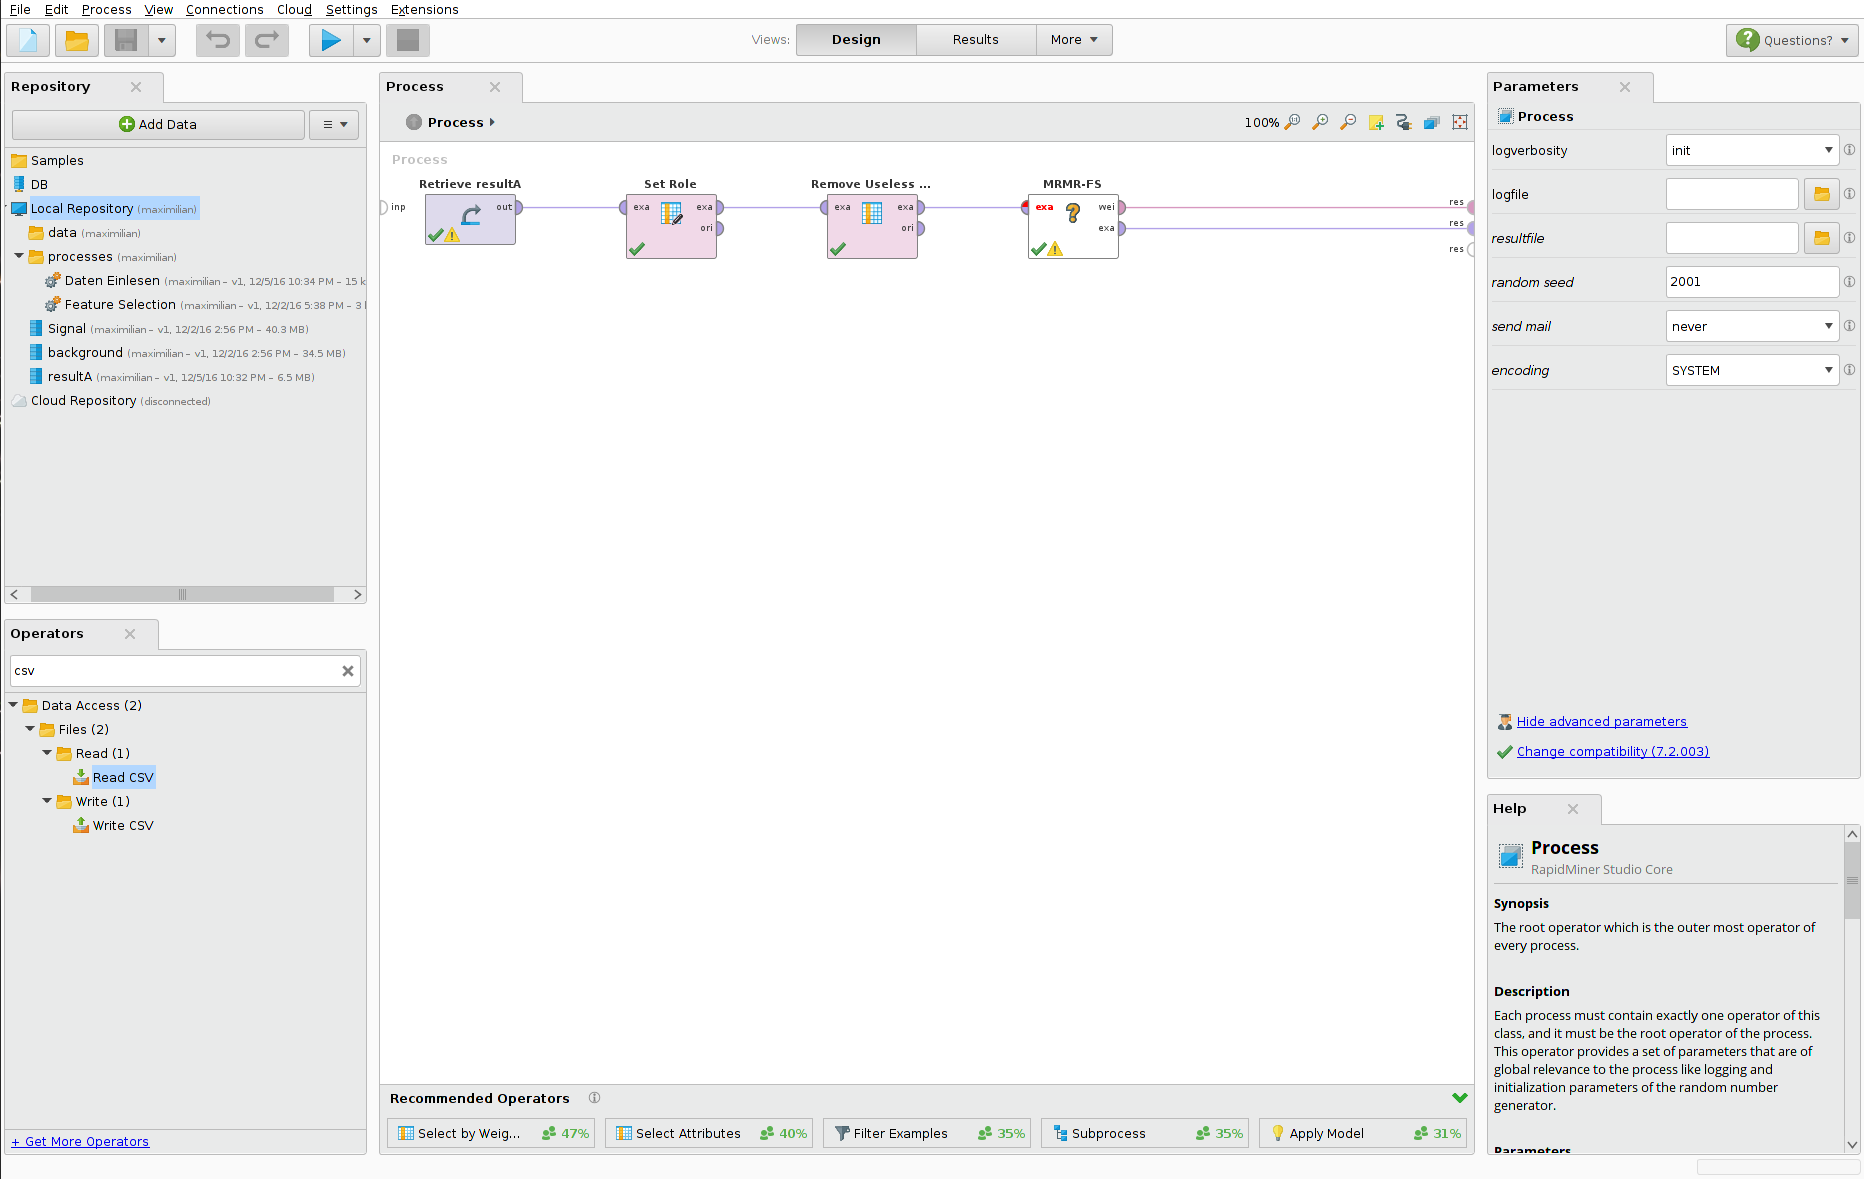 File Edit Process View Connections Cloud Settings Extensions
Views: Design Results More
Questions?
Repository
Add Data
Samples
DB
Local Repository (maximilian)
data (maximilian)
processes (maximilian)
Daten Einlesen (maximilian – v1, 12/5/16 10:34 PM – 15 k
Feature Selection (maximilian – v1, 12/2/16 5:38 PM – 3
Signal (maximilian – v1, 12/2/16 2:56 PM – 40.3 MB)
background (maximilian – v1, 12/2/16 2:56 PM – 34.5 MB)
resultA (maximilian – v1, 12/5/16 10:32 PM – 6.5 MB)
Cloud Repository (disconnected)
Operators
csv
Data Access (2)
Files (2)
Read (1)
Read CSV
Write (1)
Write CSV
+ Get More Operators
Process
Process
100%
Process
Retrieve resultA
Set Role
Remove Useless ...
MRMR-FS
inp
out
exa
exa
ori
exa
exa
ori
exa
wei
exa
res
res
res
Recommended Operators
Select by Weig... 47%
Select Attributes 40%
Filter Examples 35%
Subprocess 35%
Apply Model 31%
Parameters
Process
logverbosity init
logfile
resultfile
random seed 2001
send mail never
encoding SYSTEM
Hide advanced parameters
Change compatibility (7.2.003)
Help
Process
RapidMiner Studio Core
Synopsis
The root operator which is the outer most operator of
every process.
Description
Each process must contain exactly one operator of this
class, and it must be the root operator of the process.
This operator provides a set of parameters that are of
global relevance to the process like logging and
initialization parameters of the random number
generator.
Parameters